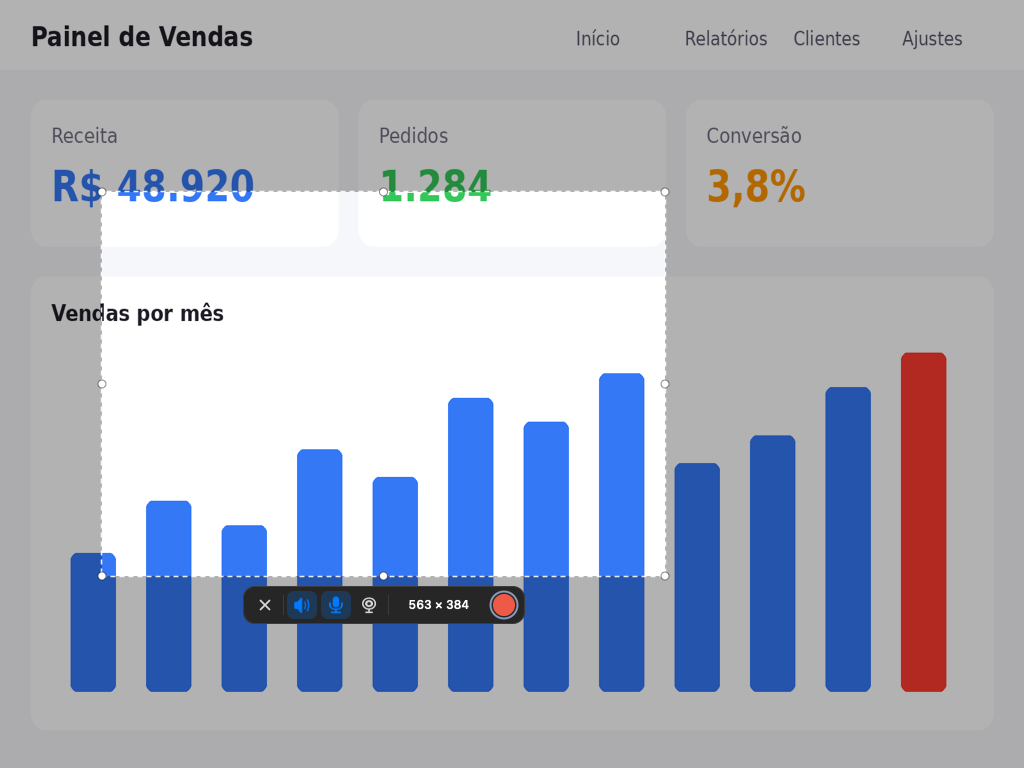 Painel de Vendas
Início Relatórios Clientes Ajustes
Receita Pedidos Conversão
R$ 48.920 1.284 3,8%
Vendas por mês
563 × 384